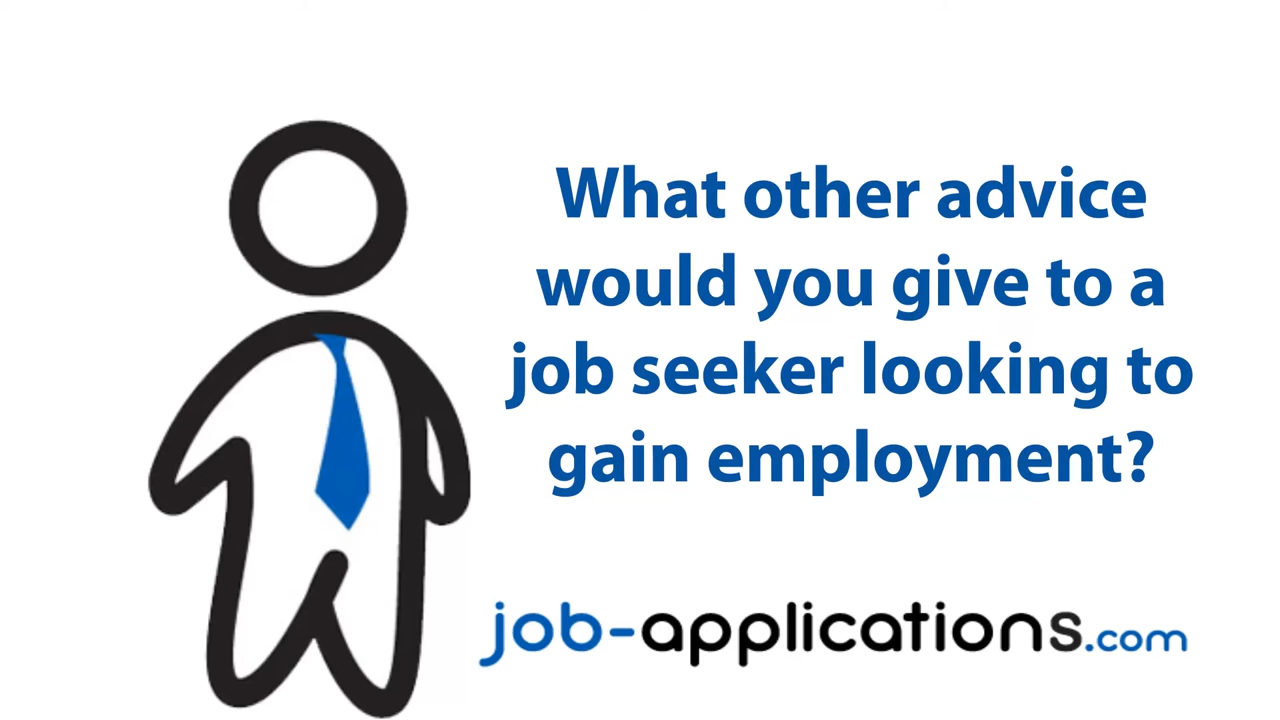 What other advice
would you give to a
job seeker looking to
gain employment?
job-applications.com